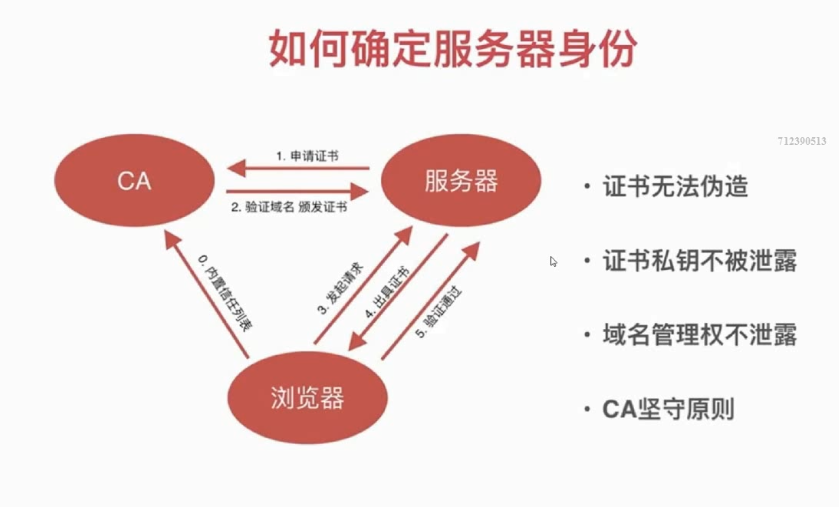 如何确定服务器身份
712390513
CA
1. 申请证书
2. 验证域名 颁发证书
服务器
0. 内置信任列表
3. 发起请求
4. 出具证书
5. 验证通过
浏览器
• 证书无法伪造
• 证书私钥不被泄露
• 域名管理权不泄露
• CA坚守原则